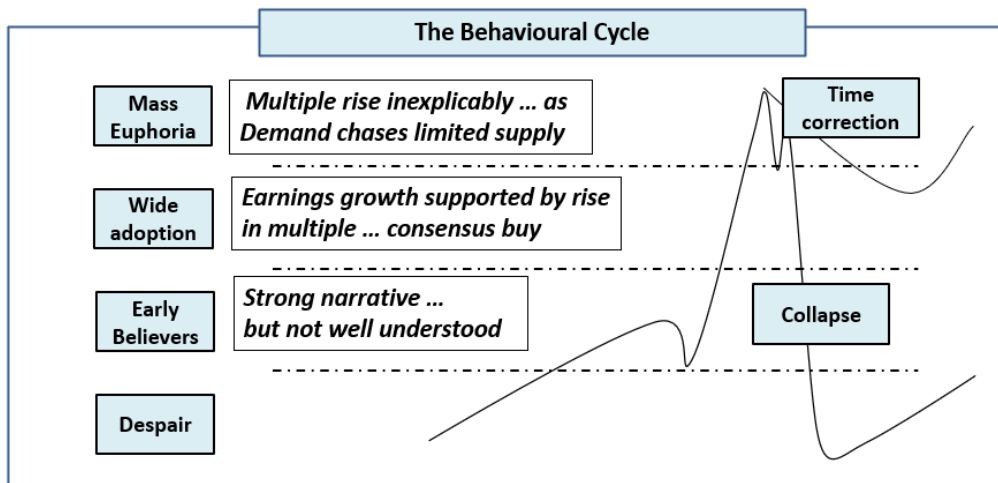 The Behavioural Cycle
Mass
Euphoria
Multiple rise inexplicably ... as
Demand chases limited supply
Time
correction
Wide
adoption
Earnings growth supported by rise
in multiple ... consensus buy
Early
Believers
Strong narrative ...
but not well understood
Collapse
Despair